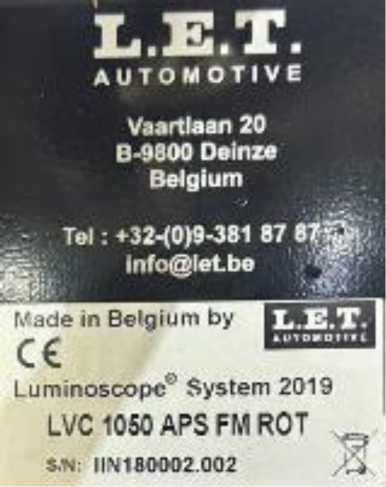 L.E.T.
AUTOMOTIVE
Vaartlaan 20
B-9800 Deinze
Belgium
Tel : +32-(0)9-381 87 87
info@let.be
Made in Belgium by
L.E.T.
AUTOMOTIVE
CE
Luminoscope® System 2019
LVC 1050 APS FM ROT
S/N: IIN180002.002